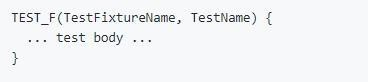 TEST_F(TestFixtureName, TestName) {
  ... test body ...
}